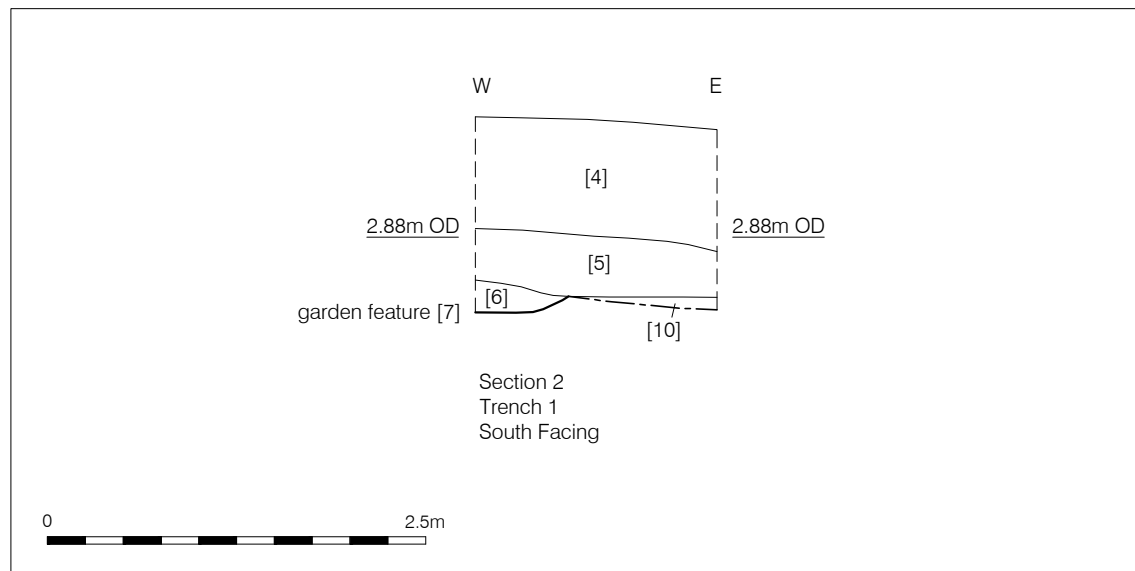 W E
[4]
2.88m OD 2.88m OD
[5]
[6]
garden feature [7]
[10]
Section 2
Trench 1
South Facing
0 2.5m